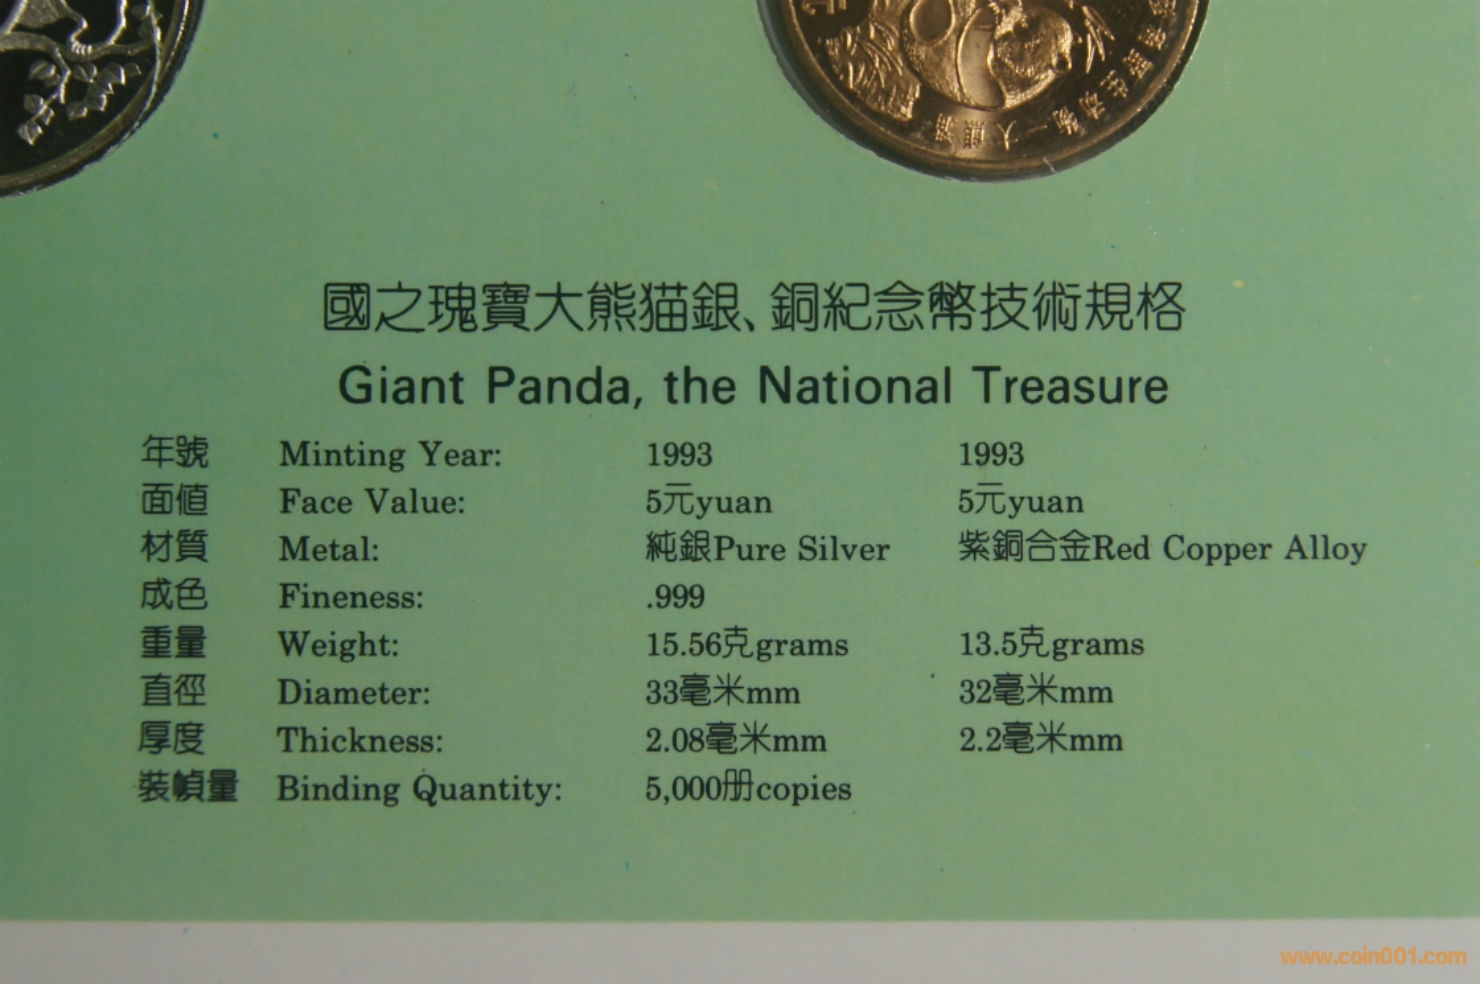 大熊猫
國之瑰寶大熊猫銀、銅紀念幣技術規格
Giant Panda, the National Treasure
年號 Minting Year: 1993 1993
面值 Face Value: 5元yuan 5元yuan
材質 Metal: 純銀Pure Silver 紫銅合金Red Copper Alloy
成色 Fineness: .999
重量 Weight: 15.56克grams 13.5克grams
直徑 Diameter: 33毫米mm 32毫米mm
厚度 Thickness: 2.08毫米mm 2.2毫米mm
裝幀量 Binding Quantity: 5,000册copies
www.coin001.com